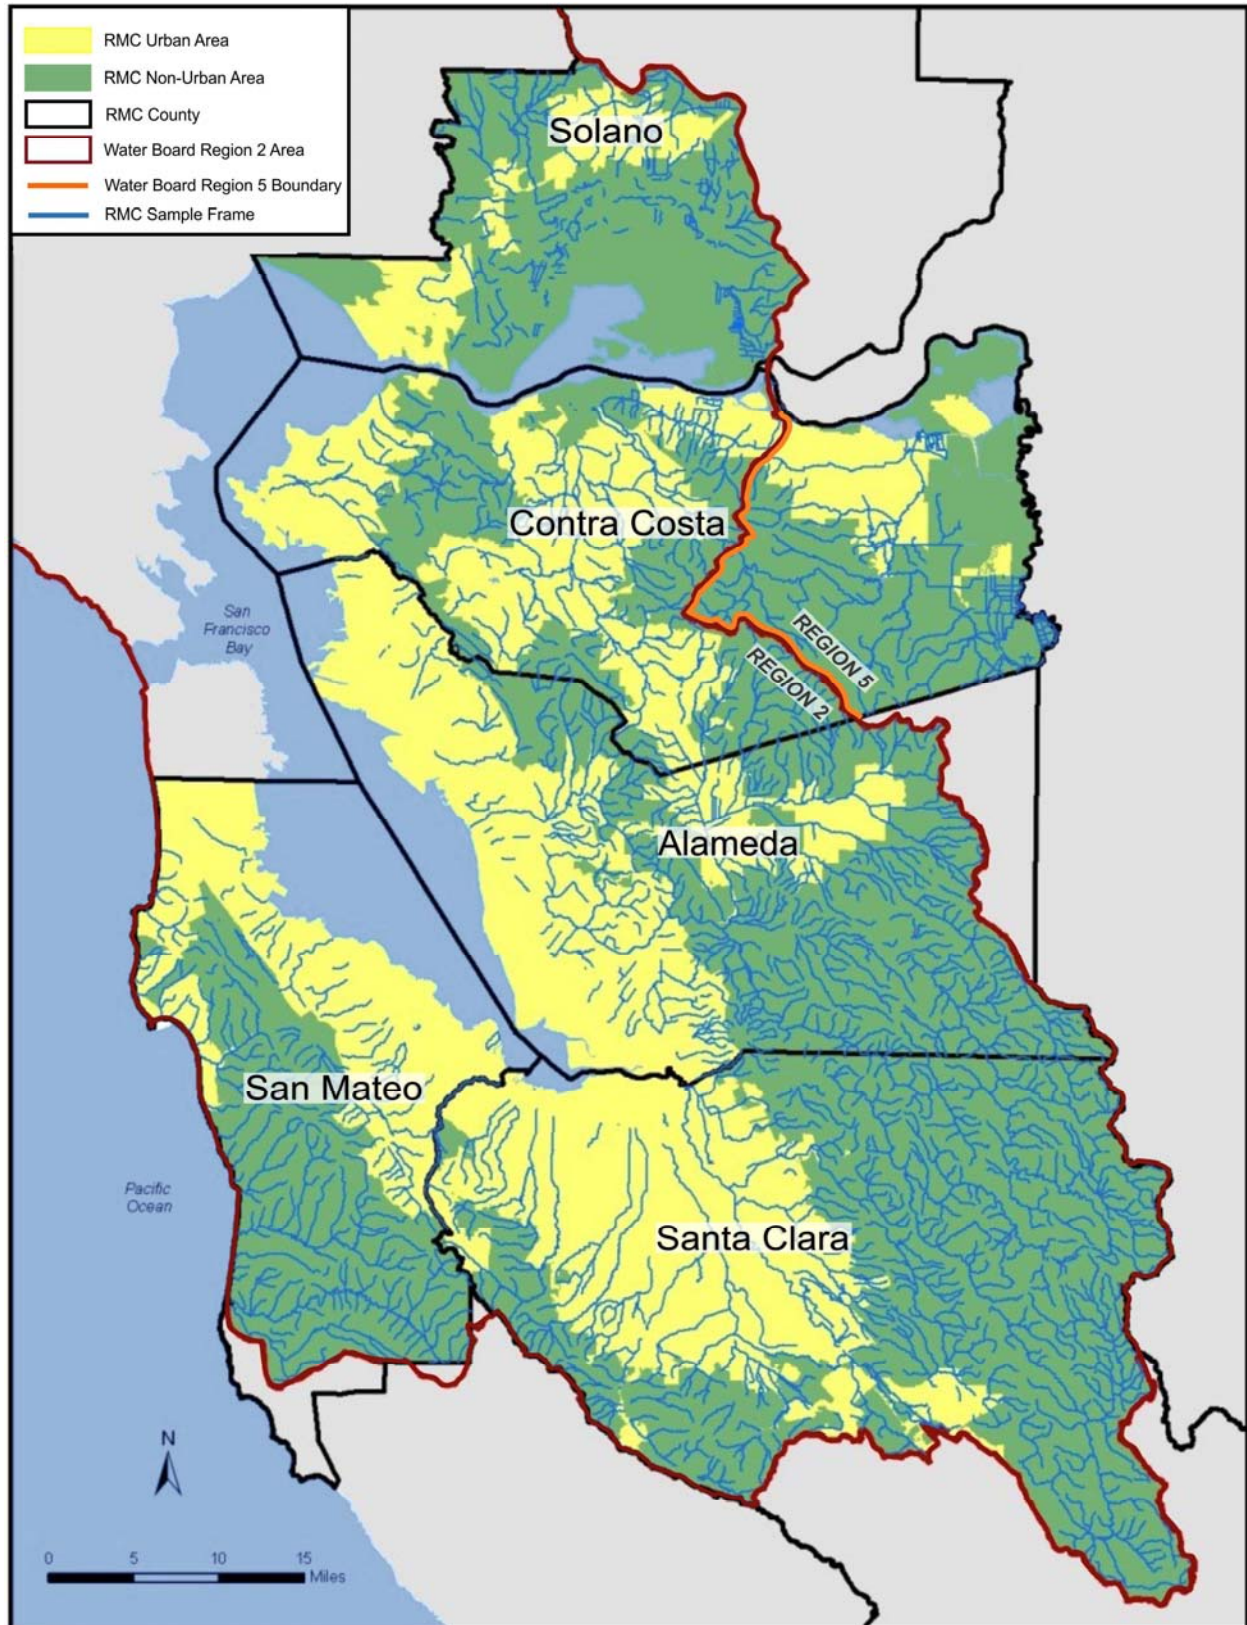 RMC Urban Area
RMC Non-Urban Area
RMC County
Water Board Region 2 Area
Water Board Region 5 Boundary
RMC Sample Frame
Solano
Contra Costa
San
Francisco
Bay
REGION 5
REGION 2
Alameda
San Mateo
Pacific
Ocean
Santa Clara
N
0 5 10 15
Miles